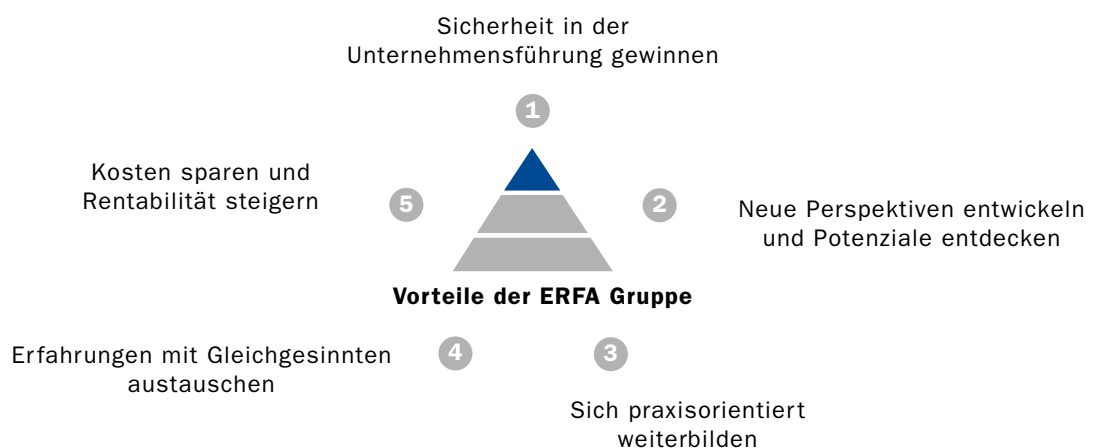 Sicherheit in der
Unternehmensführung gewinnen
1
Kosten sparen und
Rentabilität steigern
5
2
Neue Perspektiven entwickeln
und Potenziale entdecken
Vorteile der ERFA Gruppe
Erfahrungen mit Gleichgesinnten
austauschen
4
3
Sich praxisorientiert
weiterbilden